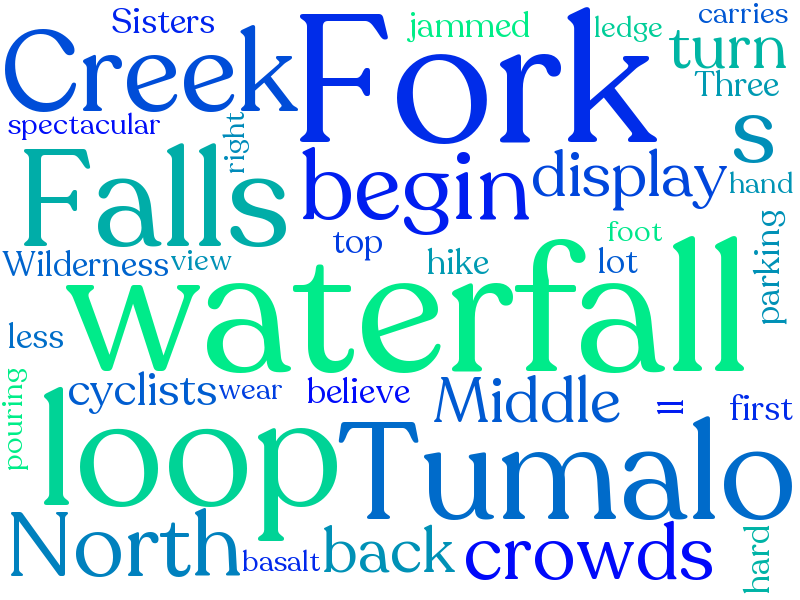 Sisters
jammed
ledge
carries
Creek
Fork
turn
Three
spectacular
right
s
Falls
begin
display
hand
top
foot
parking
Wilderness
view
hike
lot
waterfall
less
pouring
cyclists
wear
believe
Middle
=
first
loop
Tumalo
North
basalt
back
crowds
hard